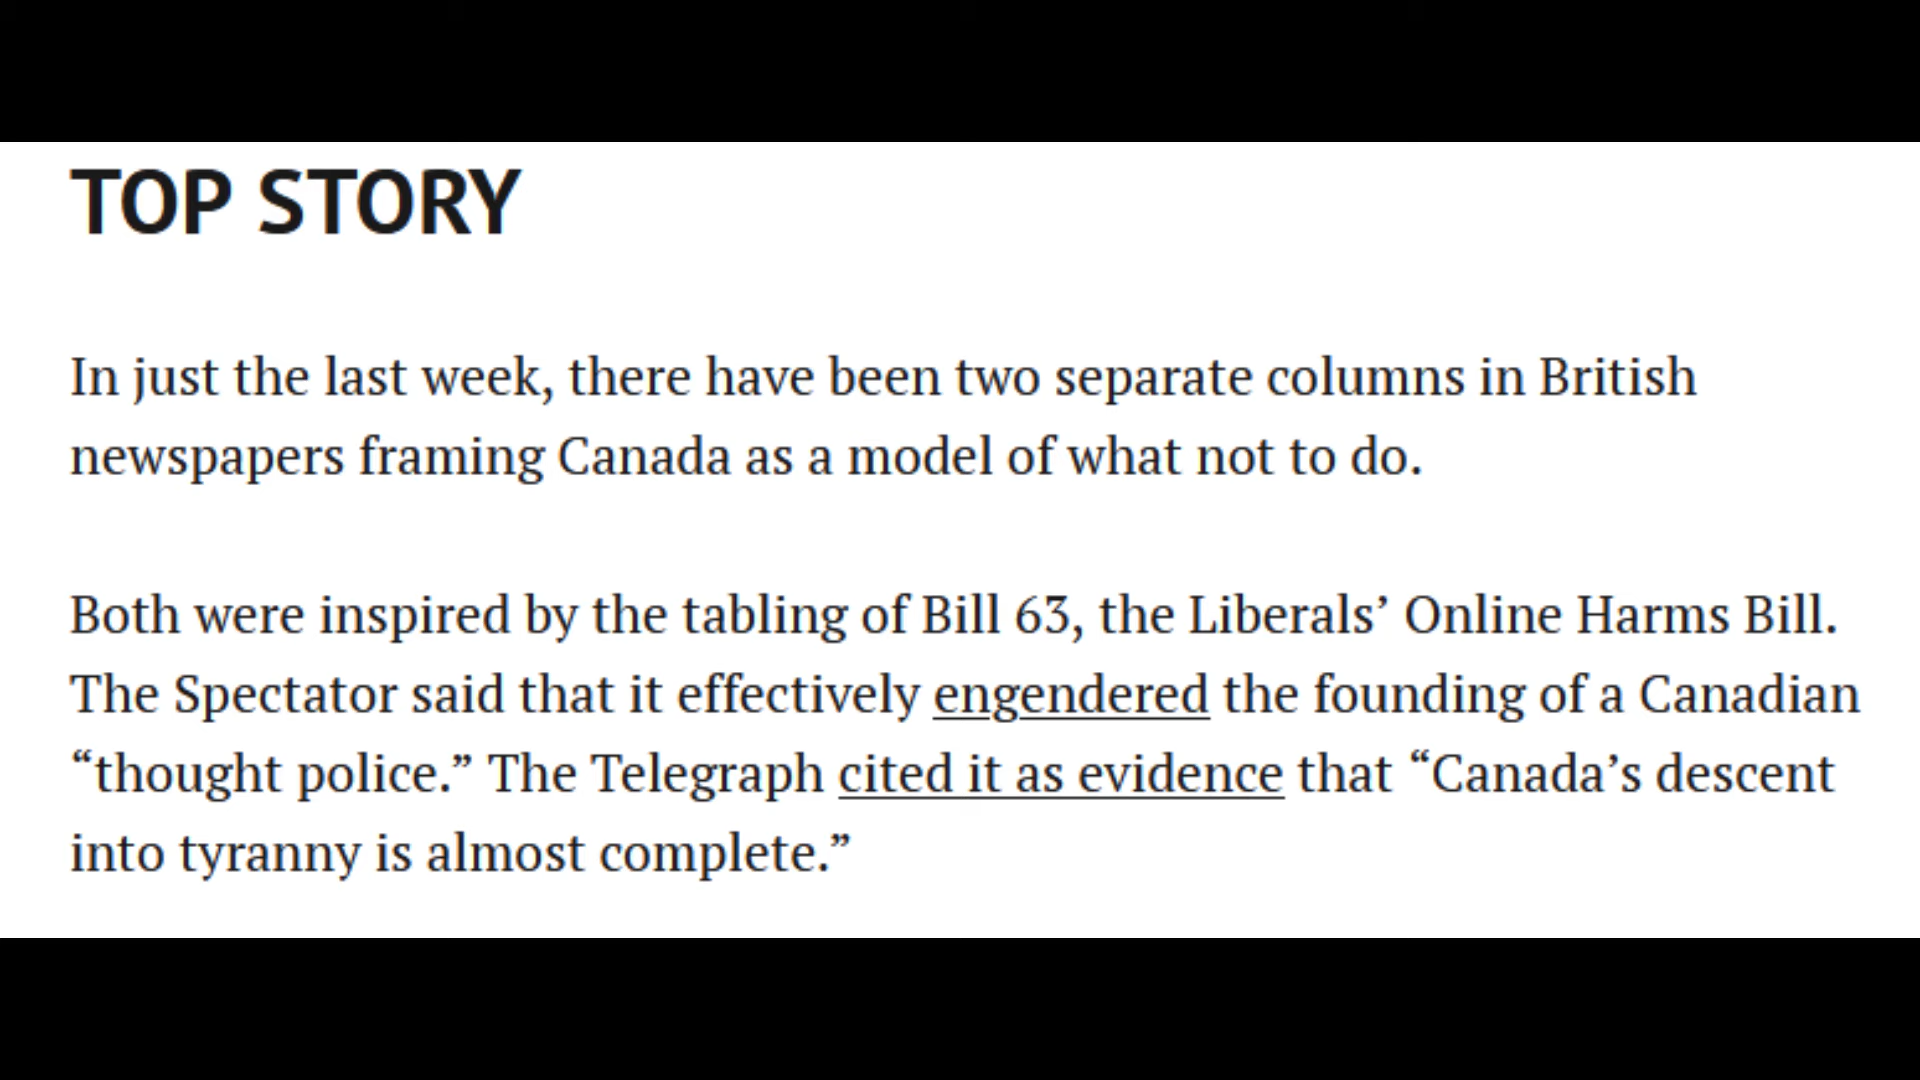 TOP STORY
In just the last week, there have been two separate columns in British
newspapers framing Canada as a model of what not to do.
Both were inspired by the tabling of Bill 63, the Liberals’ Online Harms Bill.
The Spectator said that it effectively engendered the founding of a Canadian
“thought police.” The Telegraph cited it as evidence that “Canada’s descent
into tyranny is almost complete.”